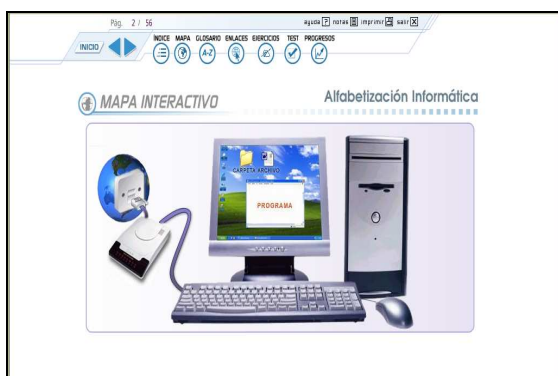 Pág. 2 / 56
ayuda ? notas imprimir salir X
INICIO
ÍNDICE MAPA GLOSARIO ENLACES EJERCICIOS TEST PROGRESOS
A-Z
MAPA INTERACTIVO
Alfabetización Informática
CARPETA ARCHIVO
PROGRAMA